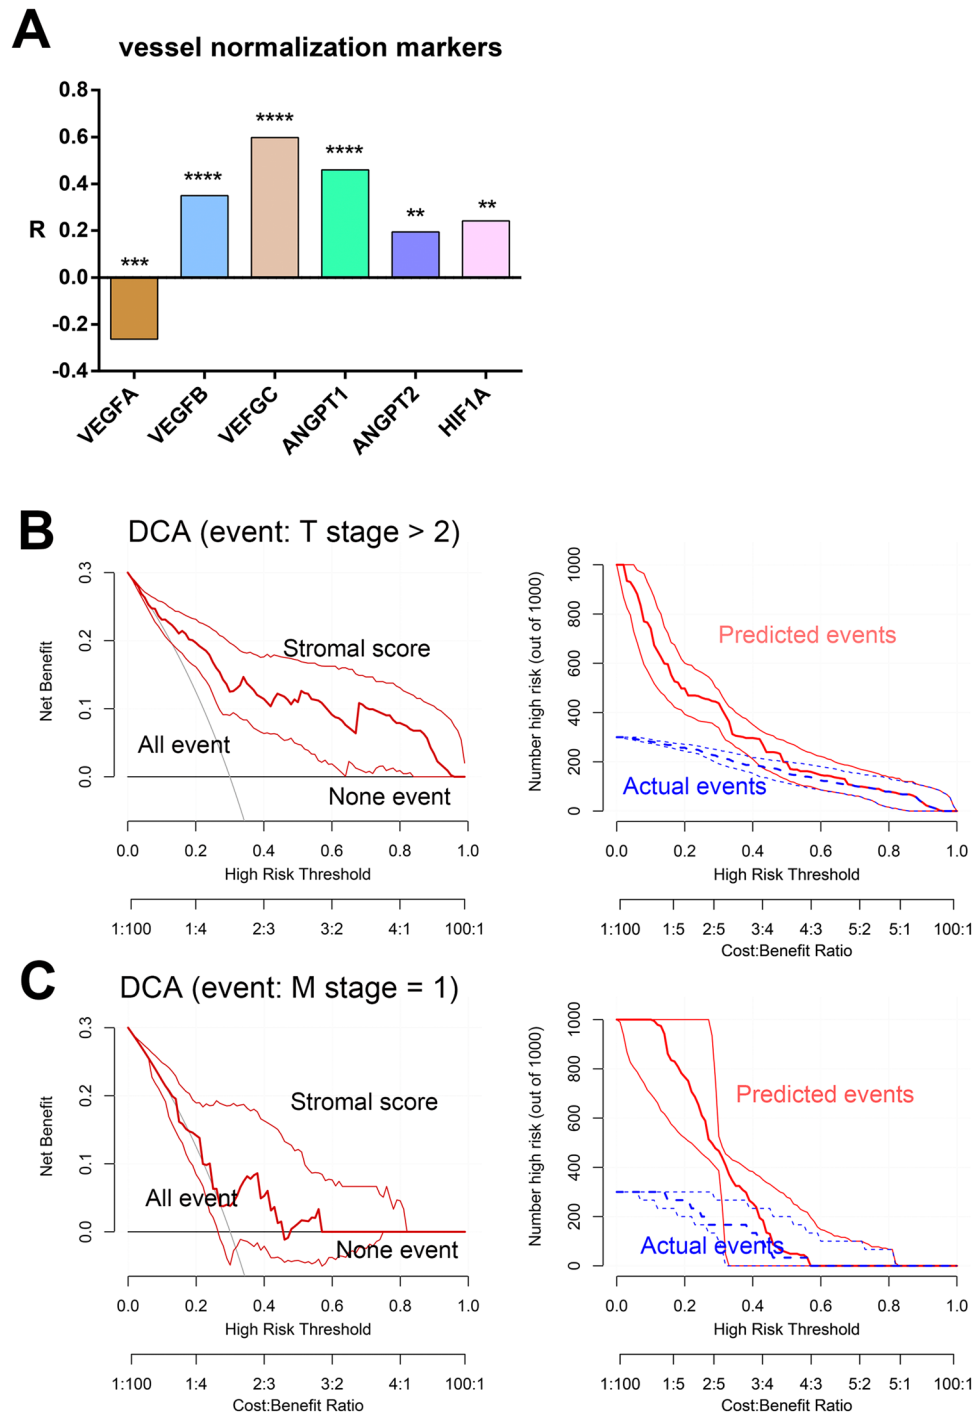 A
vessel normalization markers
0.8
0.6
0.4
0.2
0.0
-0.2
-0.4
R
***
****
****
****
**
**
VEGFA
VEGFB
VEFGC
ANGPT1
ANGPT2
HIF1A
B
DCA (event: T stage > 2)
Net Benefit
0.3
0.2
0.1
0.0
Stromal score
All event
None event
0.0 0.2 0.4 0.6 0.8 1.0
High Risk Threshold
1:100 1:4 2:3 3:2 4:1 100:1
Number high risk (out of 1000)
1000
800
600
400
200
0
Predicted events
Actual events
0.0 0.2 0.4 0.6 0.8 1.0
High Risk Threshold
1:100 1:5 2:5 3:4 4:3 5:2 5:1 100:1
Cost:Benefit Ratio
C
DCA (event: M stage = 1)
Net Benefit
0.3
0.2
0.1
0.0
Stromal score
All event
None event
0.0 0.2 0.4 0.6 0.8 1.0
High Risk Threshold
1:100 1:4 2:3 3:2 4:1 100:1
Cost:Benefit Ratio
Number high risk (out of 1000)
1000
800
600
400
200
0
Predicted events
Actual events
0.0 0.2 0.4 0.6 0.8 1.0
High Risk Threshold
1:100 1:5 2:5 3:4 4:3 5:2 5:1 100:1
Cost:Benefit Ratio